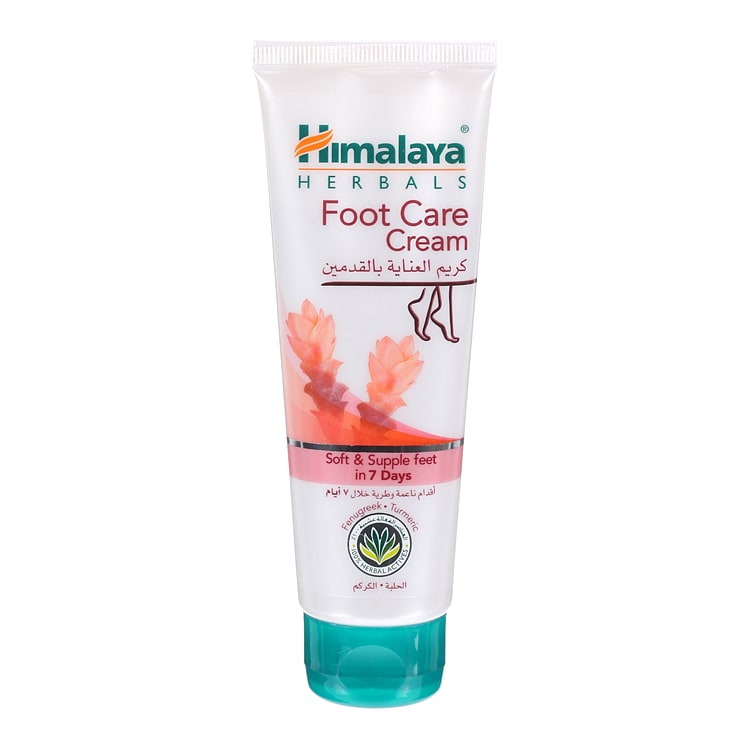 Himalaya®
HERBALS
Foot Care
Cream
كريم العناية بالقدمين
Soft & Supple feet
in 7 Days
أقدام ناعمة وطرية خلال ٧ أيام
Fenugreek • Turmeric
100% HERBAL ACTIVES
الحلبة • الكركم